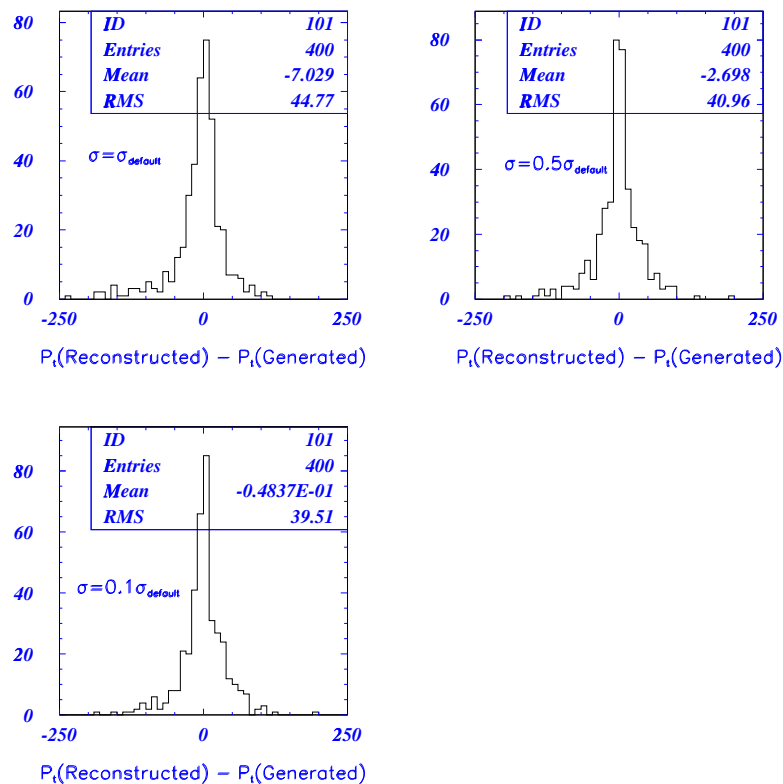 ID 101
Entries 400
Mean -7.029
RMS 44.77
σ=σdefault
80
60
40
20
0
-250 0 250
Pt(Reconstructed) – Pt(Generated)
ID 101
Entries 400
Mean -2.698
RMS 40.96
σ=0.5σdefault
80
60
40
20
0
-250 0 250
Pt(Reconstructed) – Pt(Generated)
ID 101
Entries 400
Mean -0.4837E-01
RMS 39.51
σ=0.1σdefault
80
60
40
20
0
-250 0 250
Pt(Reconstructed) – Pt(Generated)